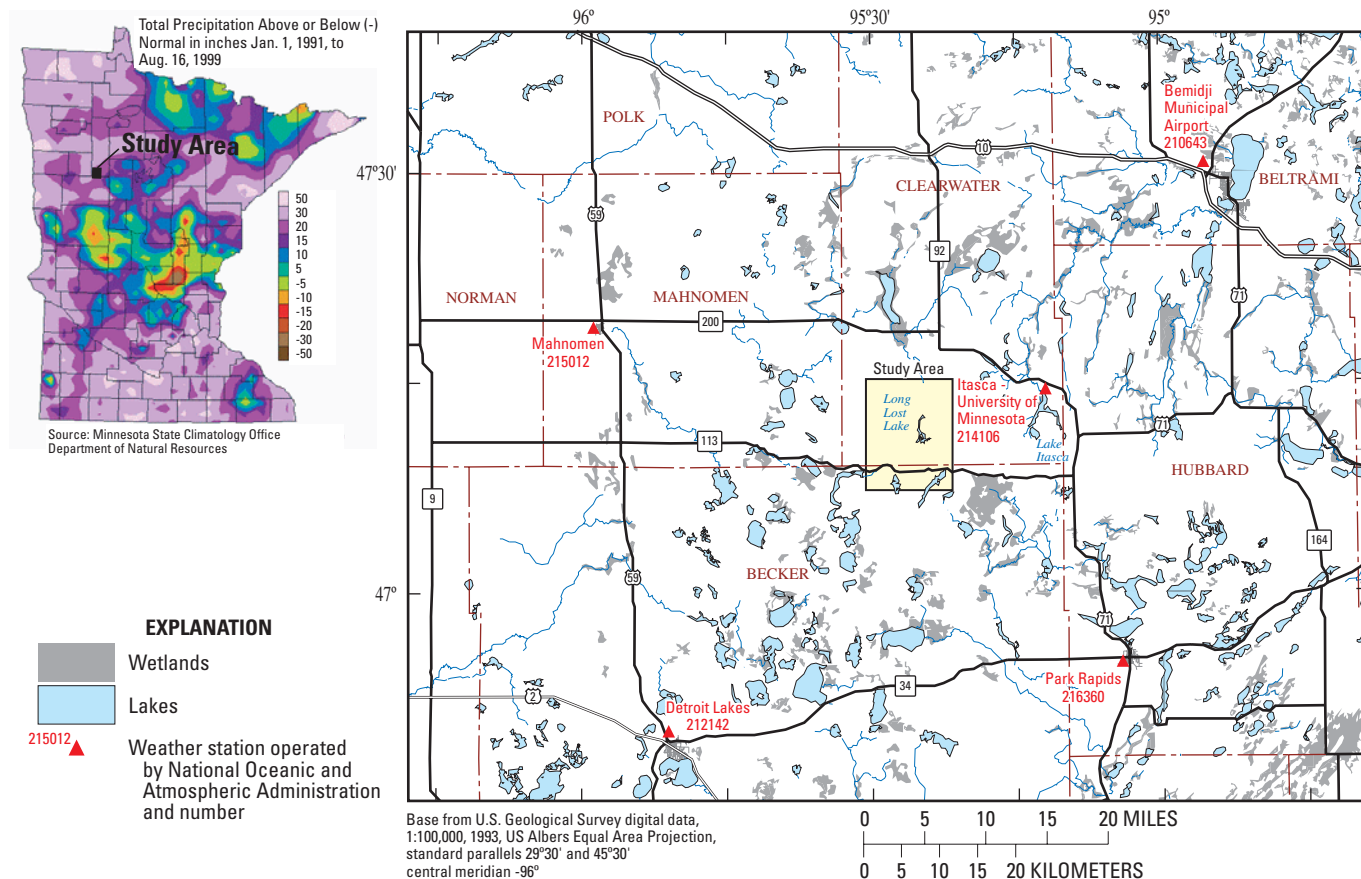 Total Precipitation Above or Below (-)
Normal in inches Jan. 1, 1991, to
Aug. 16, 1999
Study Area
50
30
20
15
10
5
-5
-10
-15
-20
-30
-50
Source: Minnesota State Climatology Office
Department of Natural Resources
EXPLANATION
Wetlands
Lakes
215012
Weather station operated
by National Oceanic and
Atmospheric Administration
and number
96º
95º30'
95º
47º30'
47º
POLK
CLEARWATER
BELTRAMI
NORMAN
MAHNOMEN
HUBBARD
BECKER
Bemidji
Municipal
Airport
210643
Mahnomen
215012
Study Area
Long
Lost
Lake
Itasca -
University of
Minnesota
214106
Lake
Itasca
Park Rapids
216360
Detroit Lakes
212142
10
59
92
71
200
71
113
9
164
59
71
34
2
Base from U.S. Geological Survey digital data,
1:100,000, 1993, US Albers Equal Area Projection,
standard parallels 29º30' and 45º30'
central meridian -96º
0 5 10 15 20 MILES
0 5 10 15 20 KILOMETERS